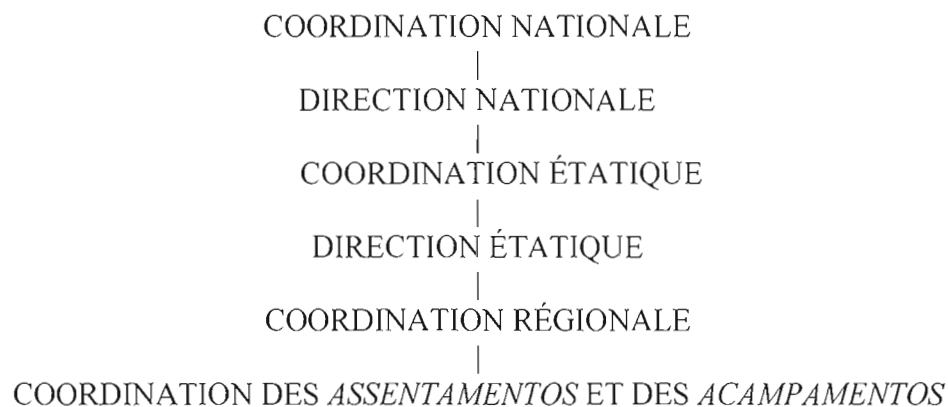 COORDINATION NATIONALE
DIRECTION NATIONALE
COORDINATION ÉTATIQUE
DIRECTION ÉTATIQUE
COORDINATION RÉGIONALE
COORDINATION DES ASSENTAMENTOS ET DES ACAMPAMENTOS